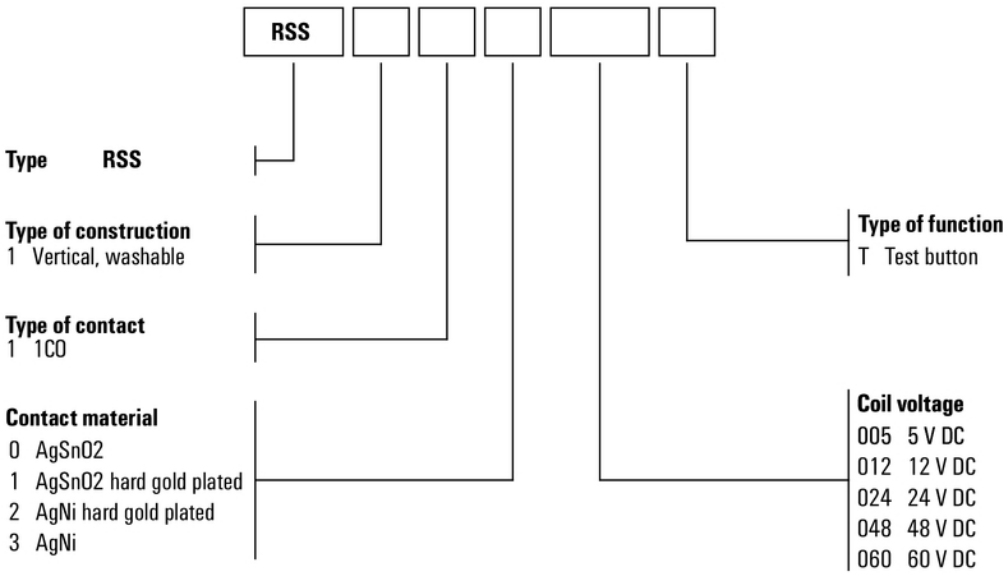 RSS
Type RSS
Type of construction
1 Vertical, washable
Type of contact
1 1CO
Contact material
0 AgSnO2
1 AgSnO2 hard gold plated
2 AgNi hard gold plated
3 AgNi
Type of function
T Test button
Coil voltage
005 5 V DC
012 12 V DC
024 24 V DC
048 48 V DC
060 60 V DC